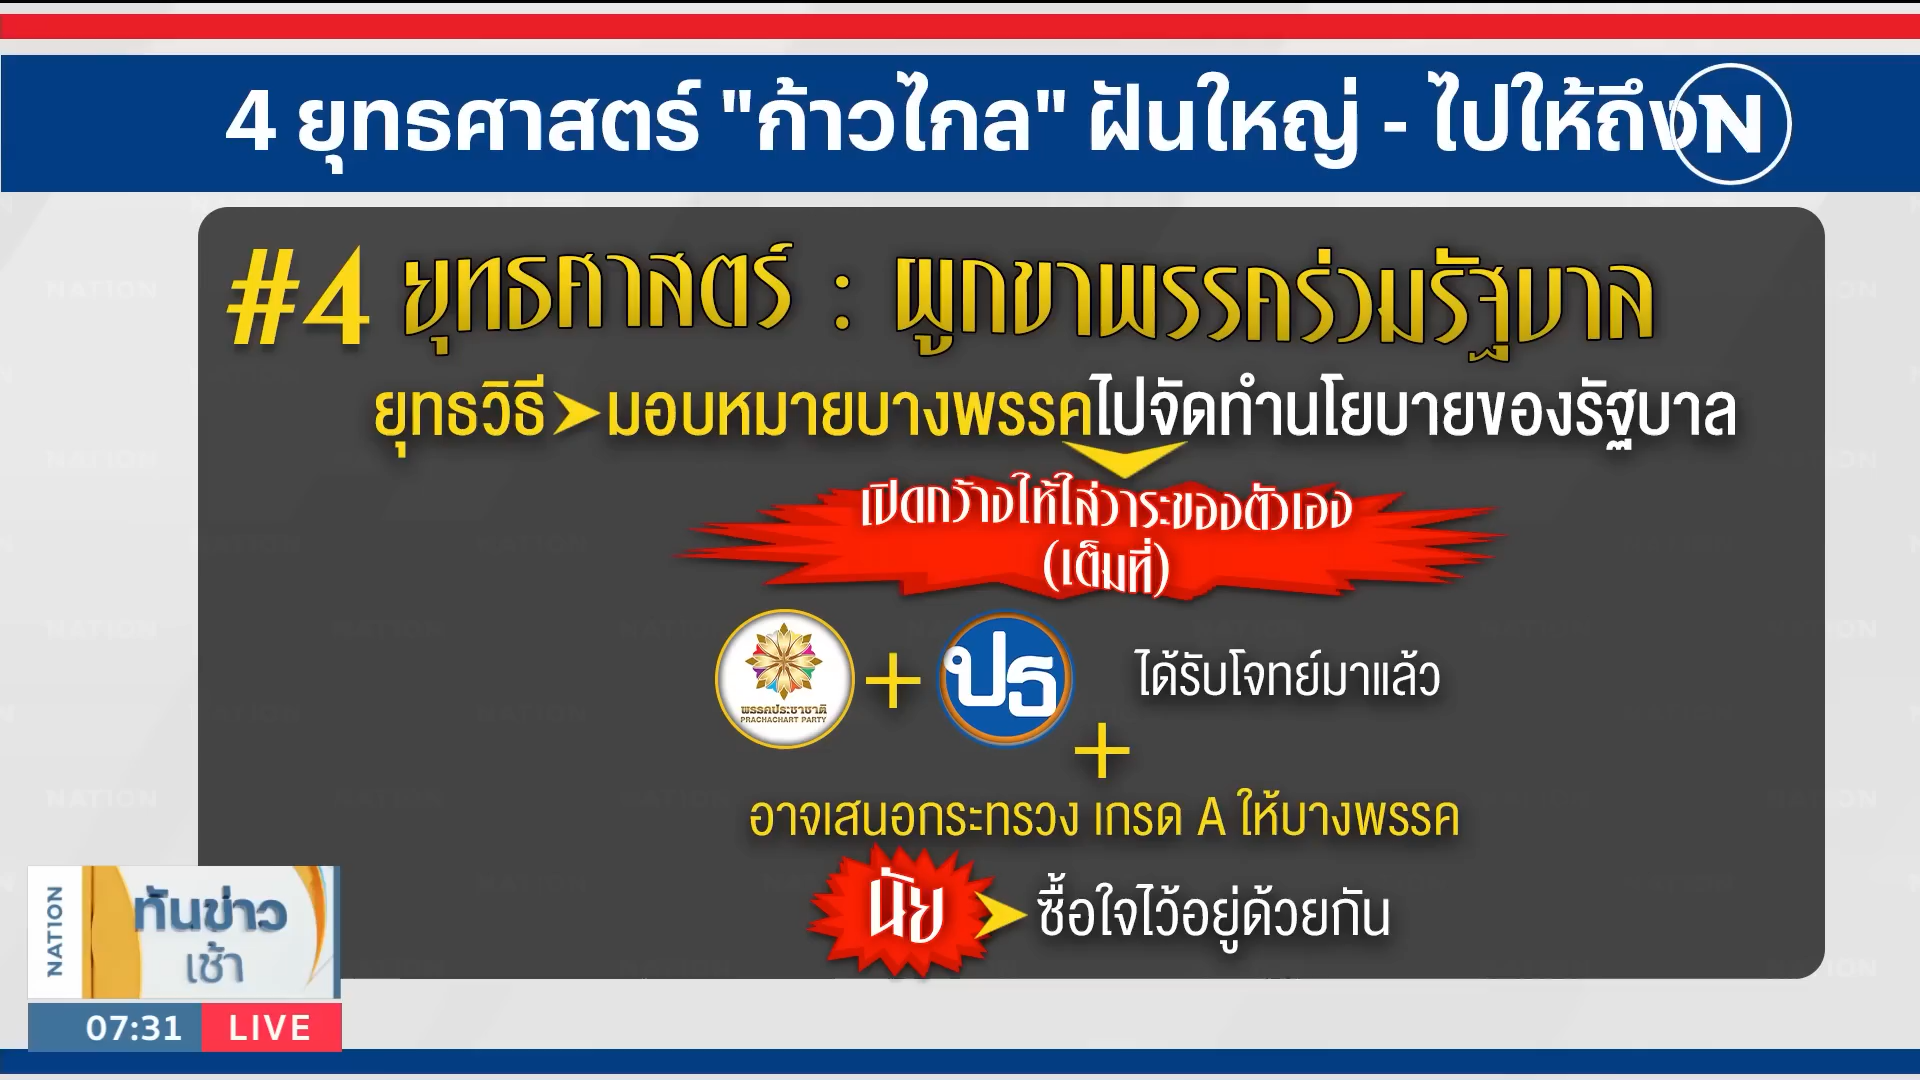 4 ยุทธศาสตร์ "ก้าวไกล" ฝันใหญ่ - ไปให้ถึง
N
#4 ยุทธศาสตร์ : ผูกขาพรรคร่วมรัฐบาล
ยุทธวิธี มอบหมายบางพรรคไปจัดทำนโยบายของรัฐบาล
เปิดกว้างให้ใส่วาระของตัวเอง
(เต็มที่)
พรรคประชาชาติ
PRACHACHART PARTY
+
ปธ
ได้รับโจทย์มาแล้ว
+
อาจเสนอกระทรวง เกรด A ให้บางพรรค
นัย ซื้อใจไว้อยู่ด้วยกัน
NATION
ทันข่าว
เช้า
07:31 LIVE